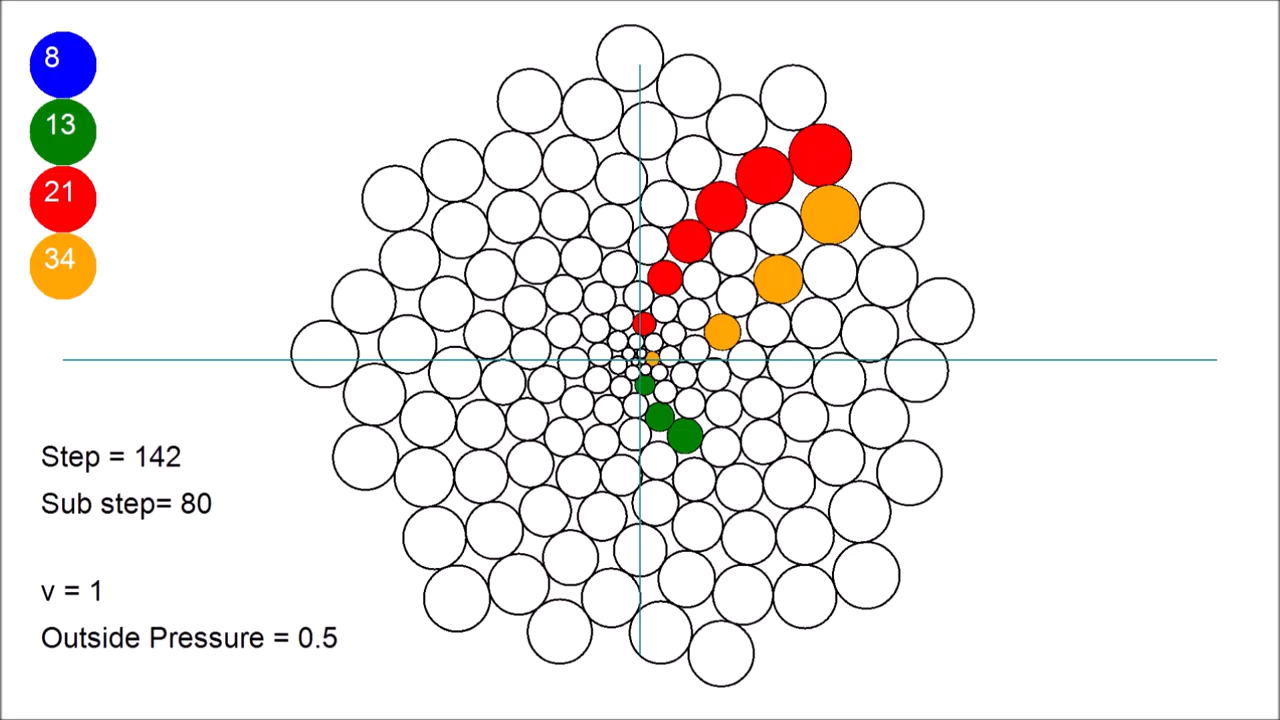 8
13
21
34
Step = 142
Sub step= 80
v = 1
Outside Pressure = 0.5